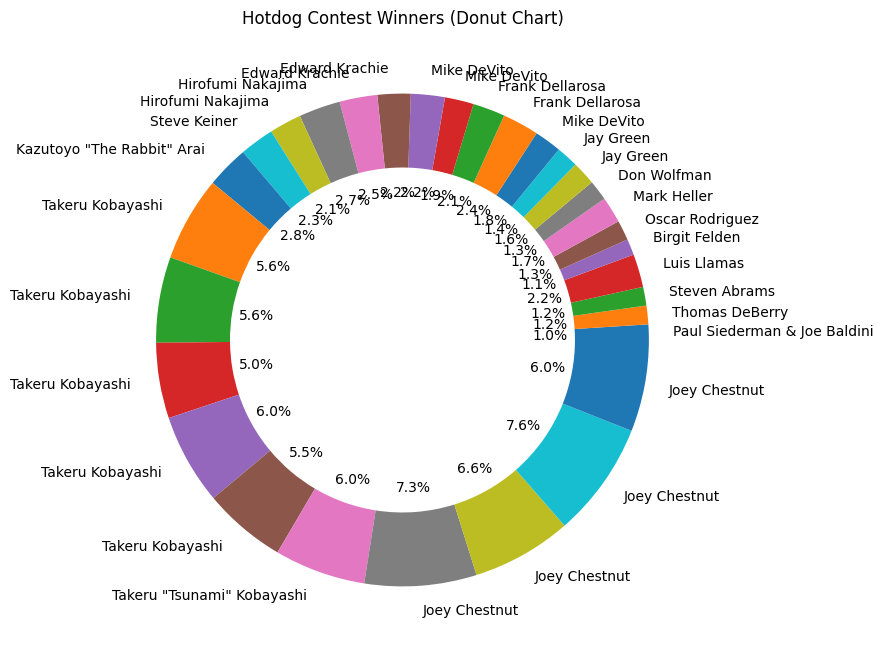 Hotdog Contest Winners (Donut Chart)
Paul Siederman & Joe Baldini
Thomas DeBerry
Steven Abrams
Luis Llamas
Birgit Felden
Oscar Rodriguez
Mark Heller
Don Wolfman
Jay Green
Jay Green
Mike DeVito
Frank Dellarosa
Frank Dellarosa
Mike DeVito
Mike DeVito
Edward Krachie
Edward Krachie
Hirofumi Nakajima
Hirofumi Nakajima
Steve Keiner
Kazutoyo "The Rabbit" Arai
Takeru Kobayashi
Takeru Kobayashi
Takeru Kobayashi
Takeru Kobayashi
Takeru Kobayashi
Takeru "Tsunami" Kobayashi
Joey Chestnut
Joey Chestnut
Joey Chestnut
Joey Chestnut
1.0%
1.2%
1.2%
2.2%
1.1%
1.3%
1.7%
1.3%
1.6%
1.4%
1.8%
2.4%
2.1%
1.9%
2.2%
2.2%
2.5%
2.7%
2.1%
2.3%
2.8%
5.6%
5.6%
5.0%
6.0%
5.5%
6.0%
7.3%
6.6%
7.6%
6.0%